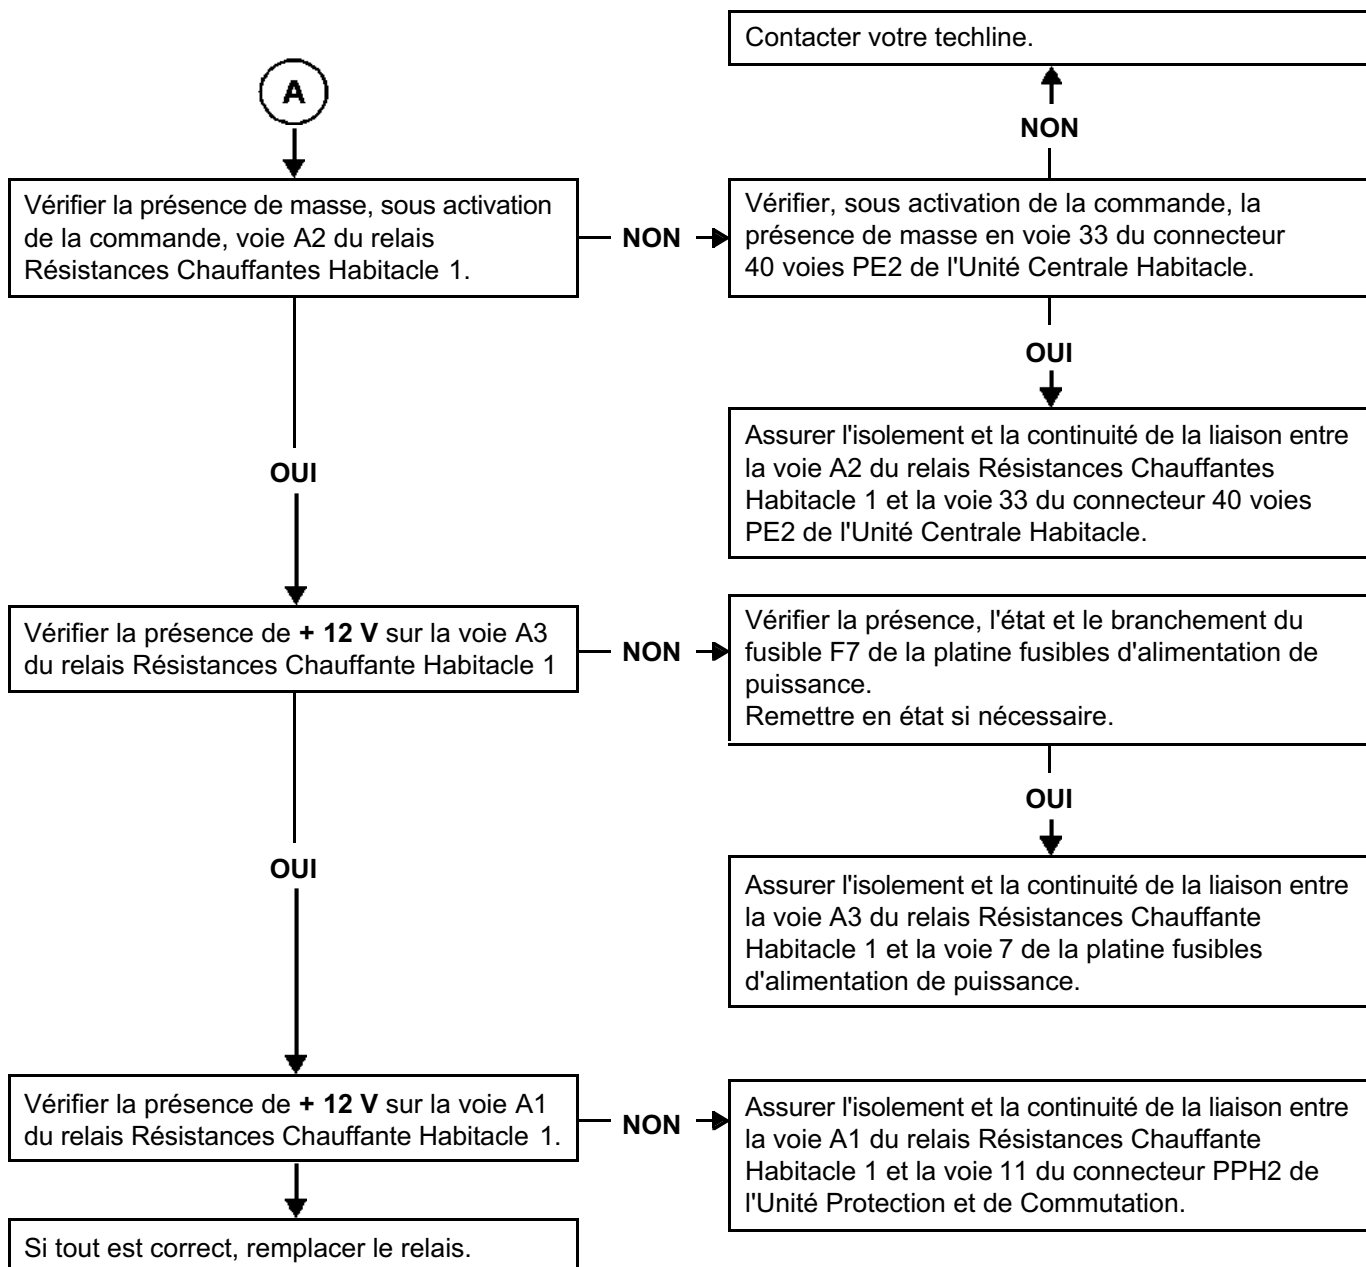 Contacter votre techline.
A
NON
Vérifier la présence de masse, sous activation
de la commande, voie A2 du relais
Résistances Chauffantes Habitacle 1.
NON
Vérifier, sous activation de la commande, la
présence de masse en voie 33 du connecteur
40 voies PE2 de l'Unité Centrale Habitacle.
OUI
Assurer l'isolement et la continuité de la liaison entre
la voie A2 du relais Résistances Chauffantes
Habitacle 1 et la voie 33 du connecteur 40 voies
PE2 de l'Unité Centrale Habitacle.
OUI
Vérifier la présence de + 12 V sur la voie A3
du relais Résistances Chauffante Habitacle 1
NON
Vérifier la présence, l'état et le branchement du
fusible F7 de la platine fusibles d'alimentation de
puissance.
Remettre en état si nécessaire.
OUI
Assurer l'isolement et la continuité de la liaison entre
la voie A3 du relais Résistances Chauffante
Habitacle 1 et la voie 7 de la platine fusibles
d'alimentation de puissance.
OUI
Vérifier la présence de + 12 V sur la voie A1
du relais Résistances Chauffante Habitacle 1.
NON
Assurer l'isolement et la continuité de la liaison entre
la voie A1 du relais Résistances Chauffante
Habitacle 1 et la voie 11 du connecteur PPH2 de
l'Unité Protection et de Commutation.
Si tout est correct, remplacer le relais.